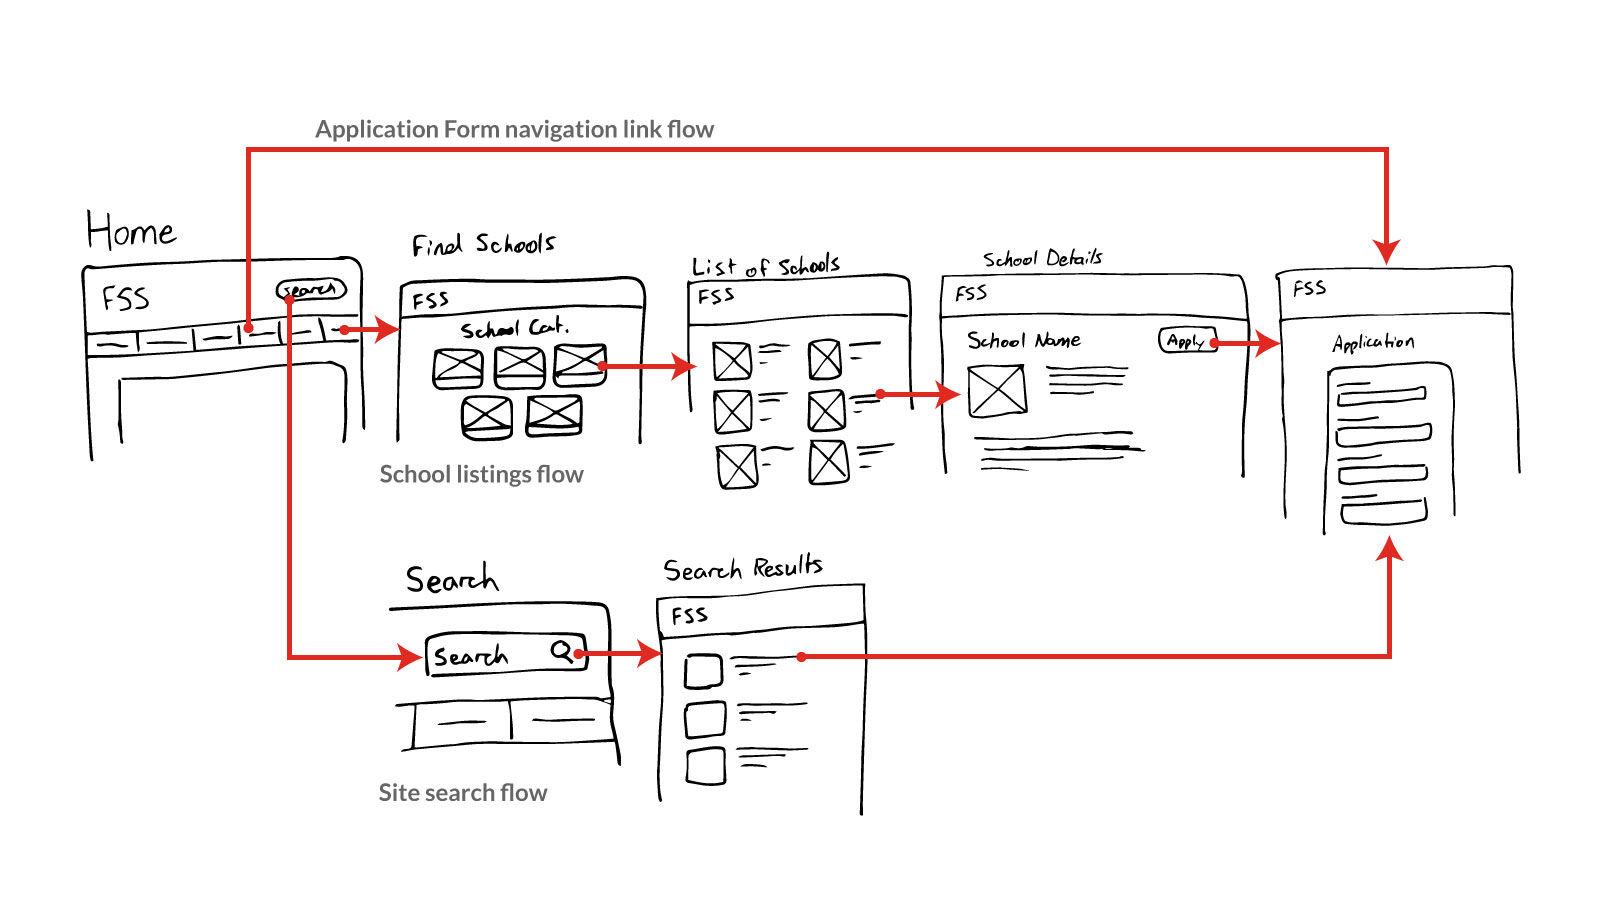 Application Form navigation link flow
Home
FSS
Search
Find Schools
FSS
School Cat.
School listings flow
List of Schools
FSS
School Details
FSS
School Name
Apply
FSS
Application
Search
Search
Site search flow
Search Results
FSS